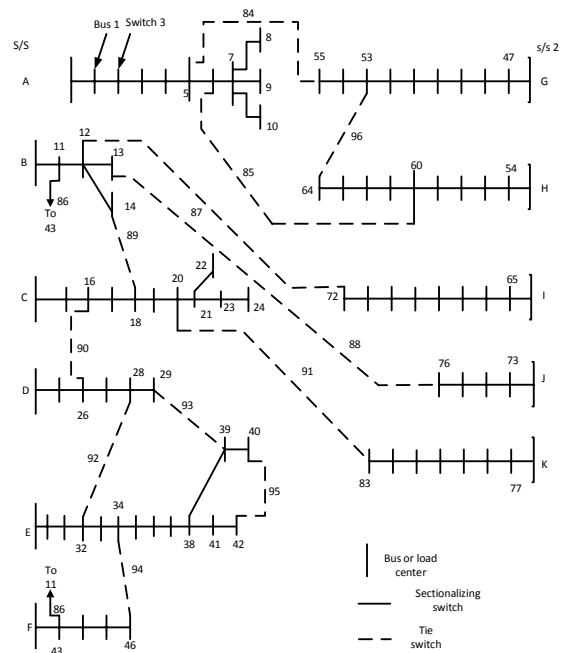 Bus 1
Switch 3
84
8
S/S
7
55
53
47
s/s 2
A
G
5
9
10
96
12
B
11
13
85
60
54
64
H
86
To
43
14
87
89
22
20
65
16
C
72
I
18
21
23
24
90
88
91
76
73
28
29
D
J
26
93
39
40
92
83
77
K
95
34
E
32
38
41
42
94
Bus or load
center
To
11
Sectionalizing
switch
86
F
43
46
Tie
switch